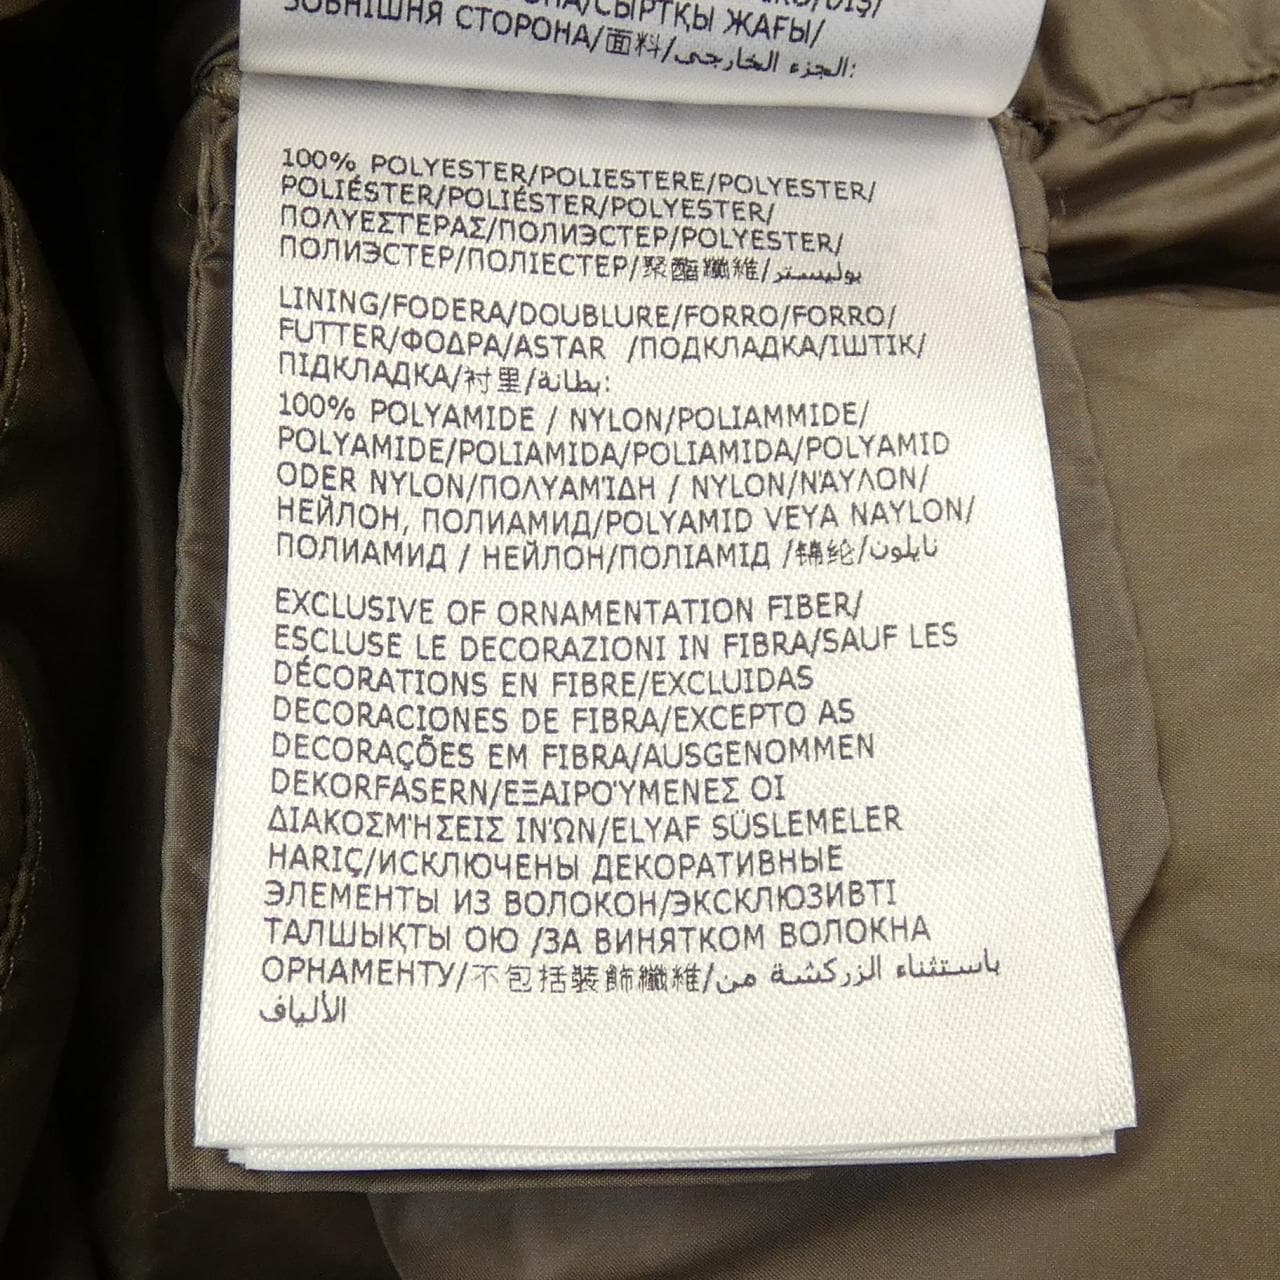 СЫРТҚЫ ЖАҒЫ/
ЗОВНІШНЯ СТОРОНА/面料/الجزء الخارجي:
100% POLYESTER/POLIESTERE/POLYESTER/
POLIÉSTER/POLIÉSTER/POLYESTER/
ΠΟΛΥΕΣΤΕΡΑΣ/ПОЛИЭСТЕР/POLYESTER/
ПОЛИЭСТЕР/ПОЛІЕСТЕР/聚酯纖維/بوليستر
LINING/FODERA/DOUBLURE/FORRO/FORRO/
FUTTER/ΦΟΔΡΑ/ASTAR /ПОДКЛАДКА/ІШТІК/
ПІДКЛАДКА/衬里/بطانة:
100% POLYAMIDE / NYLON/POLIAMMIDE/
POLYAMIDE/POLIAMIDA/POLIAMIDA/POLYAMID
ODER NYLON/ΠΟΛΥΑΜΊΔΗ / NYLON/ΝΆΥΛΟΝ/
НЕЙЛОН, ПОЛИАМИД/POLYAMID VEYA NAYLON/
ПОЛИАМИД / НЕЙЛОН/ПОЛІАМІД /锦纶/نايلون
EXCLUSIVE OF ORNAMENTATION FIBER/
ESCLUSE LE DECORAZIONI IN FIBRA/SAUF LES
DÉCORATIONS EN FIBRE/EXCLUIDAS
DECORACIONES DE FIBRA/EXCEPTO AS
DECORAÇÕES EM FIBRA/AUSGENOMMEN
DEKORFASERN/ΕΞΑΙΡΟΎΜΕΝΕΣ ΟΙ
ΔΙΑΚΟΣΜΉΣΕΙΣ ΙΝΏΝ/ELYAF SÜSLEMELER
HARIÇ/ИСКЛЮЧЕНЫ ДЕКОРАТИВНЫЕ
ЭЛЕМЕНТЫ ИЗ ВОЛОКОН/ЭКСКЛЮЗИВТІ
ТАЛШЫҚТЫ ОЮ /ЗА ВИНЯТКОМ ВОЛОКНА
ОРНАМЕНТУ/不包括裝飾纖維/باستثناء الزركشة من
الألياف